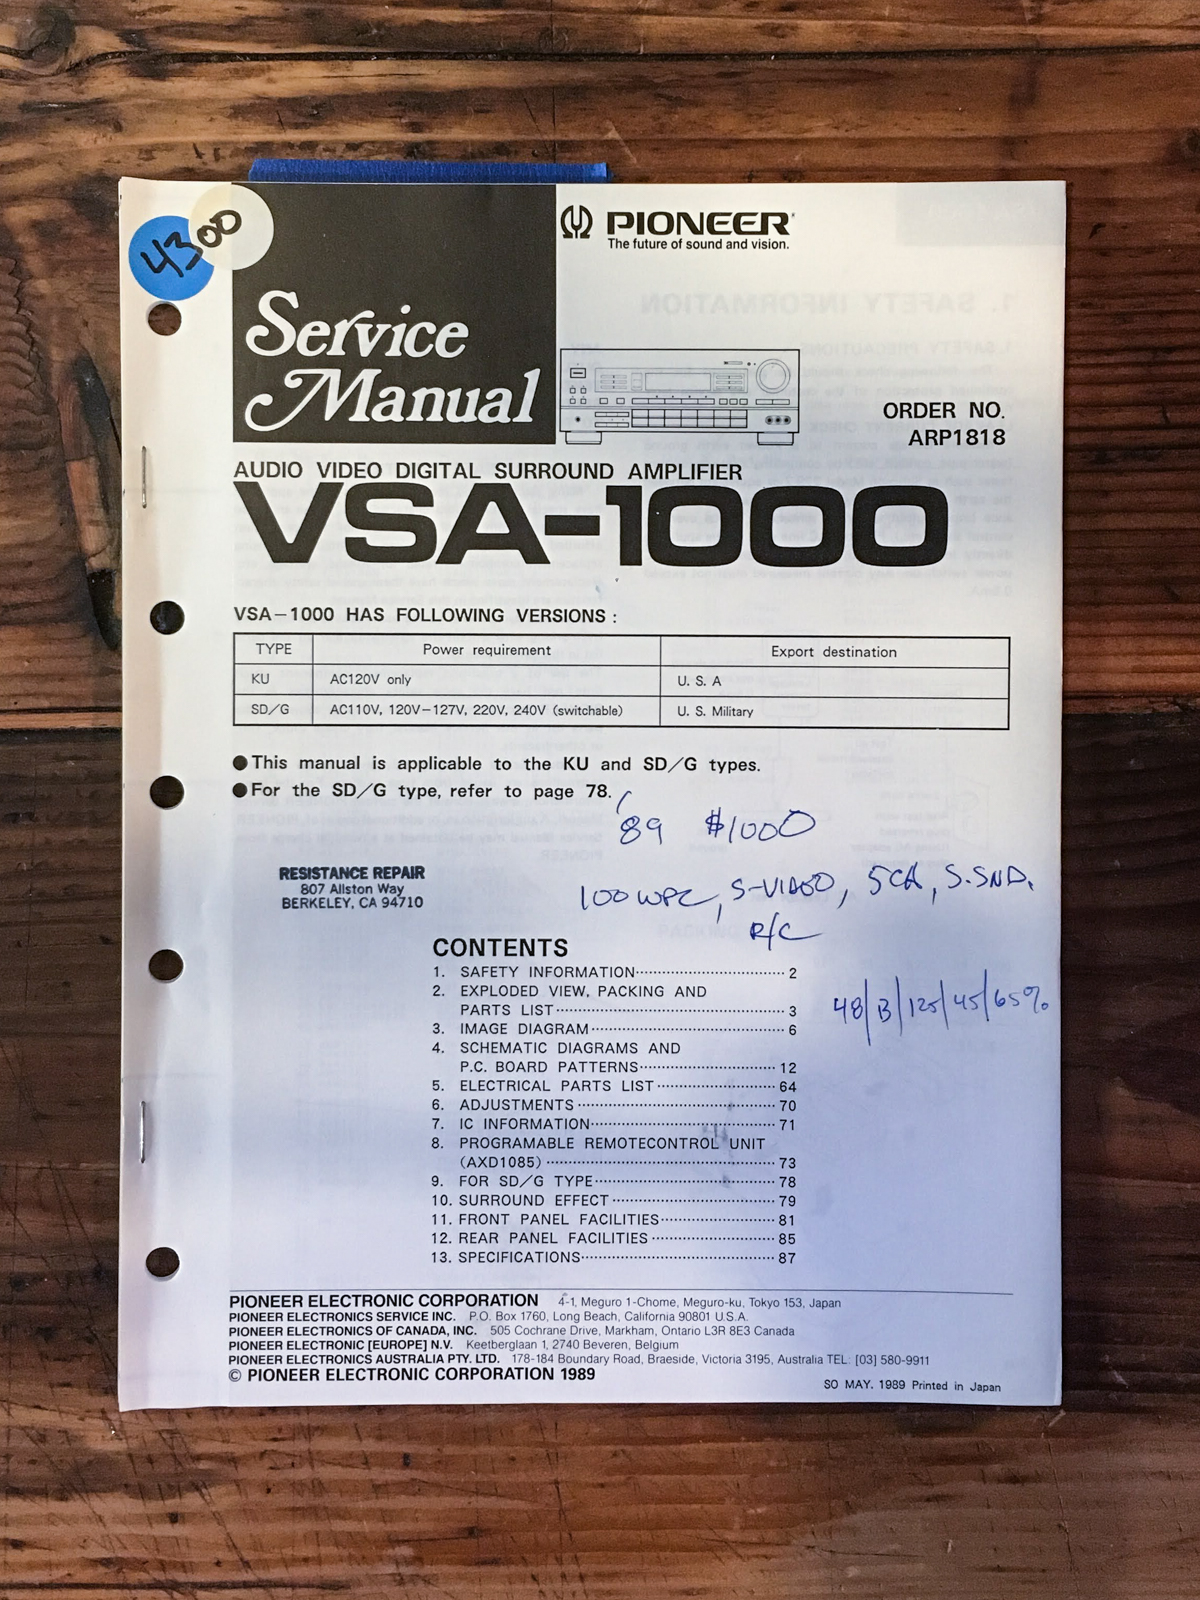 4300
PIONEER
The future of sound and vision.
Service
Manual
ORDER NO.
ARP1818
AUDIO VIDEO DIGITAL SURROUND AMPLIFIER
VSA-1000
VSA-1000 HAS FOLLOWING VERSIONS :
TYPE Power requirement Export destination
KU AC120V only U. S. A
SD/G AC110V, 120V-127V, 220V, 240V (switchable) U. S. Military
●This manual is applicable to the KU and SD/G types.
●For the SD/G type, refer to page 78.
'89 $1000
RESISTANCE REPAIR
807 Allston Way
BERKELEY, CA 94710
100 WPC, S-VIDEO, 5CH, S.SND.
R/C
CONTENTS
1. SAFETY INFORMATION 2
2. EXPLODED VIEW, PACKING AND
PARTS LIST 3
3. IMAGE DIAGRAM 6
4. SCHEMATIC DIAGRAMS AND
P.C. BOARD PATTERNS 12
5. ELECTRICAL PARTS LIST 64
6. ADJUSTMENTS 70
7. IC INFORMATION 71
8. PROGRAMABLE REMOTECONTROL UNIT
(AXD1085) 73
9. FOR SD/G TYPE 78
10. SURROUND EFFECT 79
11. FRONT PANEL FACILITIES 81
12. REAR PANEL FACILITIES 85
13. SPECIFICATIONS 87
48/B/125/45/65%
PIONEER ELECTRONIC CORPORATION 4-1, Meguro 1-Chome, Meguro-ku, Tokyo 153, Japan
PIONEER ELECTRONICS SERVICE INC. P.O. Box 1760, Long Beach, California 90801 U.S.A.
PIONEER ELECTRONICS OF CANADA, INC. 505 Cochrane Drive, Markham, Ontario L3R 8E3 Canada
PIONEER ELECTRONIC [EUROPE] N.V. Keetberglaan 1, 2740 Beveren, Belgium
PIONEER ELECTRONICS AUSTRALIA PTY. LTD. 178-184 Boundary Road, Braeside, Victoria 3195, Australia TEL: [03] 580-9911
© PIONEER ELECTRONIC CORPORATION 1989
SO MAY. 1989 Printed in Japan